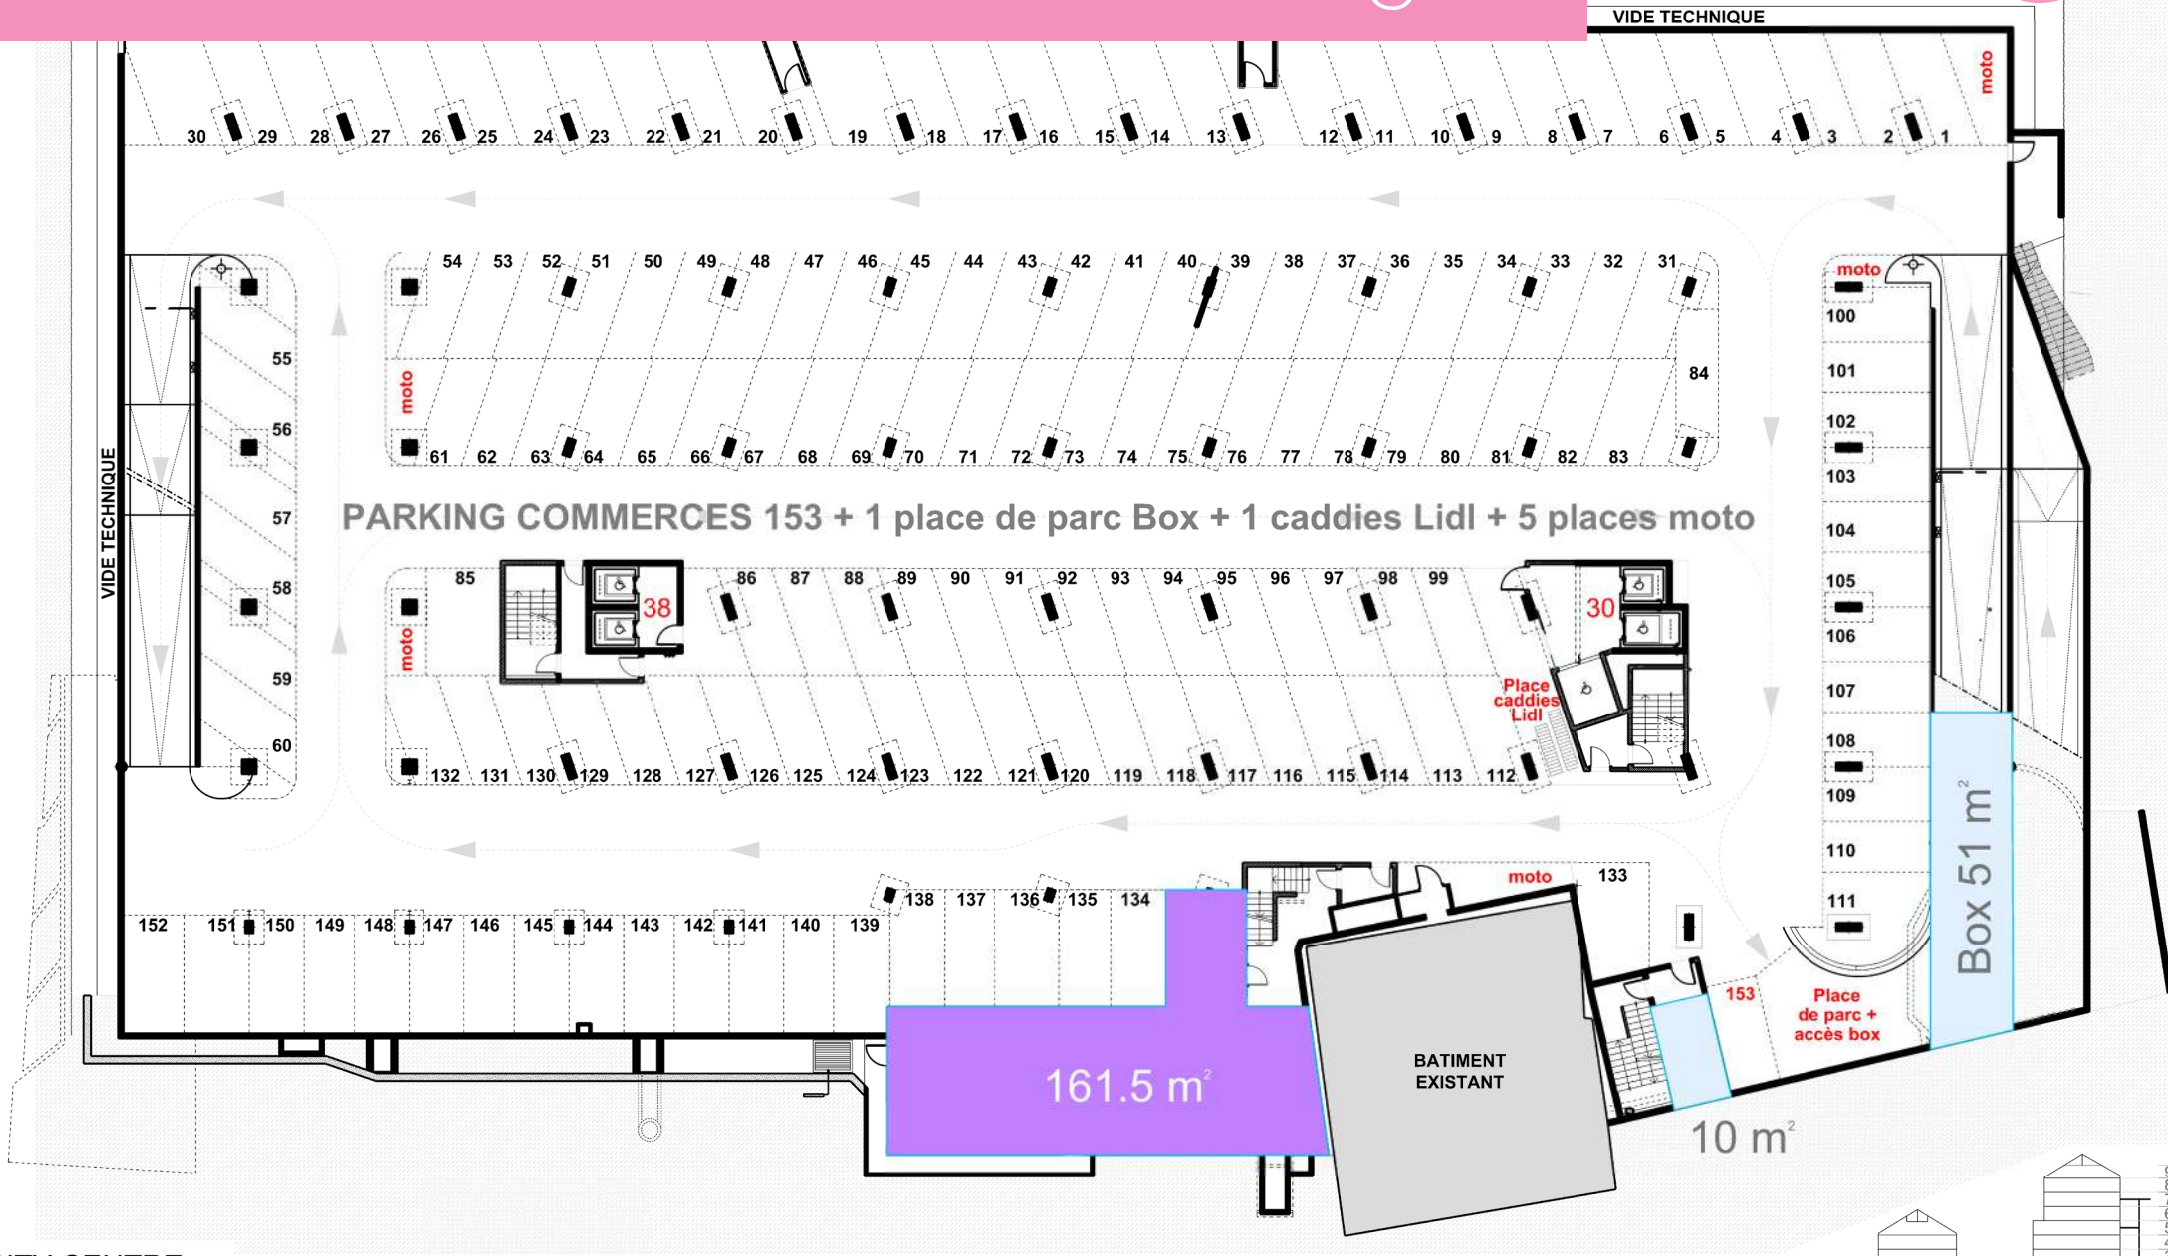 VIDE TECHNIQUE
moto
30 29 28 27 26 25 24 23 22 21 20 19 18 17 16 15 14 13 12 11 10 9 8 7 6 5 4 3 2 1
54 53 52 51 50 49 48 47 46 45 44 43 42 41 40 39 38 37 36 35 34 33 32 31
moto
100
55
101
84
moto
56
102
61 62 63 64 65 66 67 68 69 70 71 72 73 74 75 76 77 78 79 80 81 82 83
103
VIDE TECHNIQUE
57
PARKING COMMERCES 153 + 1 place de parc Box + 1 caddies Lidl + 5 places moto
104
85 86 87 88 89 90 91 92 93 94 95 96 97 98 99
105
58
38
30
106
moto
59
Place
caddies
Lidl
107
60
108
132 131 130 129 128 127 126 125 124 123 122 121 120 119 118 117 116 115 114 113 112
109
110
Box 51 m²
moto
133
138 137 136 135 134
111
152 151 150 149 148 147 146 145 144 143 142 141 140 139
153
Place
de parc +
accès box
161.5 m²
BATIMENT
EXISTANT
10 m²